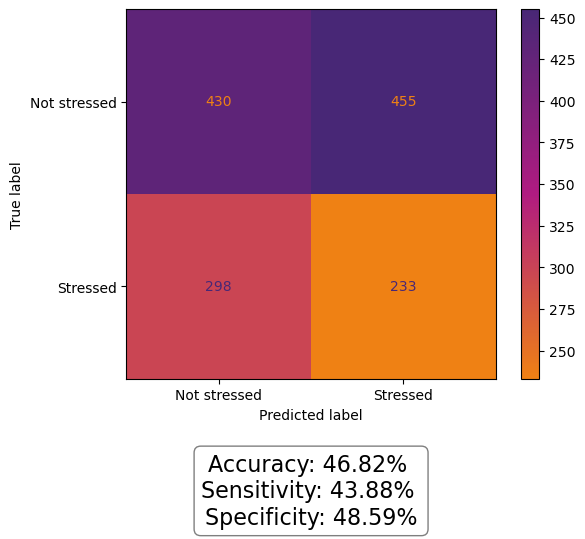 450
Not stressed 430 455
425
400
375
True label
350
325
300
Stressed 298 233
275
250
Not stressed Stressed
Predicted label
Accuracy: 46.82%
Sensitivity: 43.88%
Specificity: 48.59%